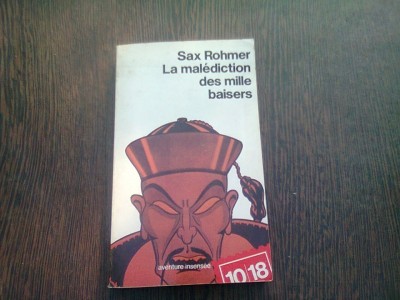 Sax Rohmer
La malédiction
des mille
baisers
aventure insensée
10|18